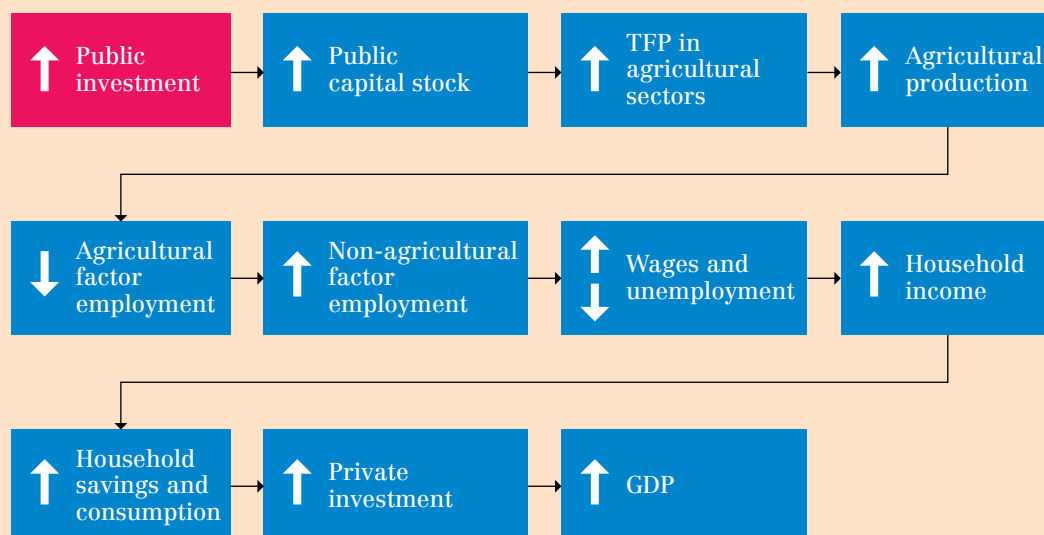 Public
investment
Public
capital stock
TFP in
agricultural
sectors
Agricultural
production
Agricultural
factor
employment
Non-agricultural
factor
employment
Wages and
unemployment
Household
income
Household
savings and
consumption
Private
investment
GDP